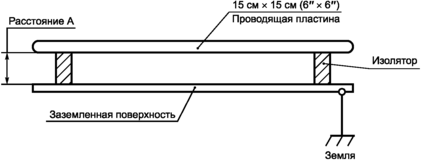 15 см × 15 см (6″ × 6″)
Проводящая пластина
Расстояние А
Изолятор
Заземленная поверхность
Земля